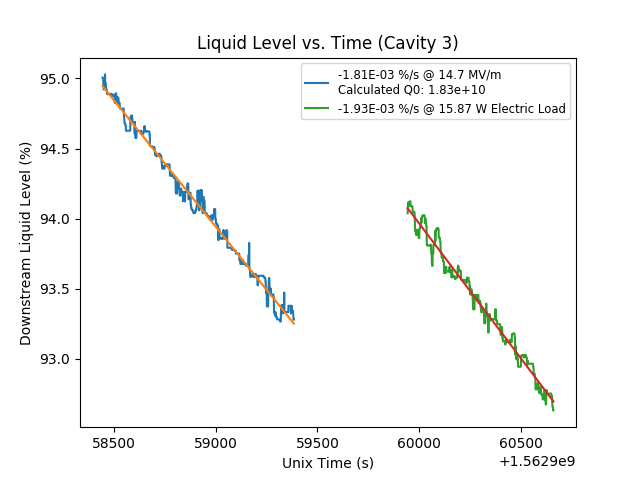 Liquid Level vs. Time (Cavity 3)
-1.81E-03 %/s @ 14.7 MV/m
Calculated Q0: 1.83e+10
-1.93E-03 %/s @ 15.87 W Electric Load
Downstream Liquid Level (%)
95.0
94.5
94.0
93.5
93.0
58500 59000 59500 60000 60500
Unix Time (s)
+1.5629e9